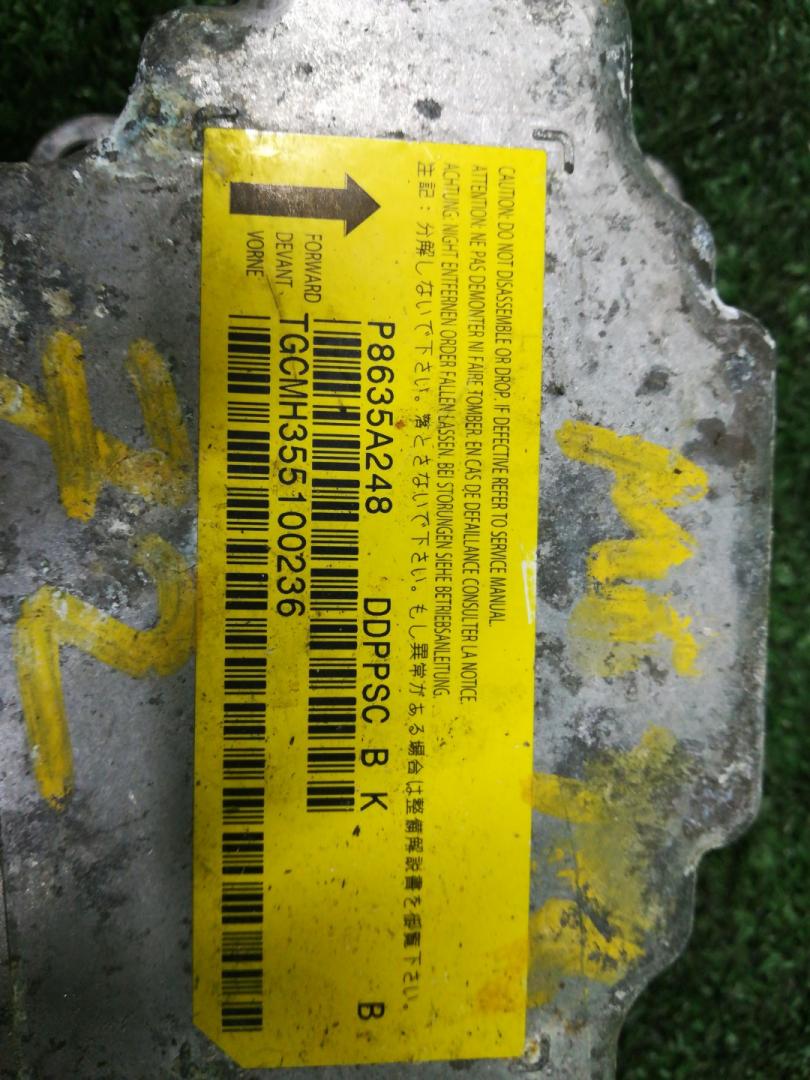 CAUTION: DO NOT DISASSEMBLE OR DROP. IF DEFECTIVE REFER TO SERVICE MANUAL.
ATTENTION: NE PAS DEMONTER NI FAIRE TOMBER. EN CAS DE DEFAILLANCE CONSULTER LA NOTICE.
ACHTUNG: NIGHT ENTFERNEN ORDER FALLEN LASSEN. BEI STORUNGEN SIEHE BETRIEBSANLEITUNG.
注記：分解しないで下さい。落とさないで下さい。もし異常がある場合は整備解説書を御覧下さい。
P8635A248 DDPPSC B K B
FORWARD
DEVANT
VORNE
TGCMH355100236